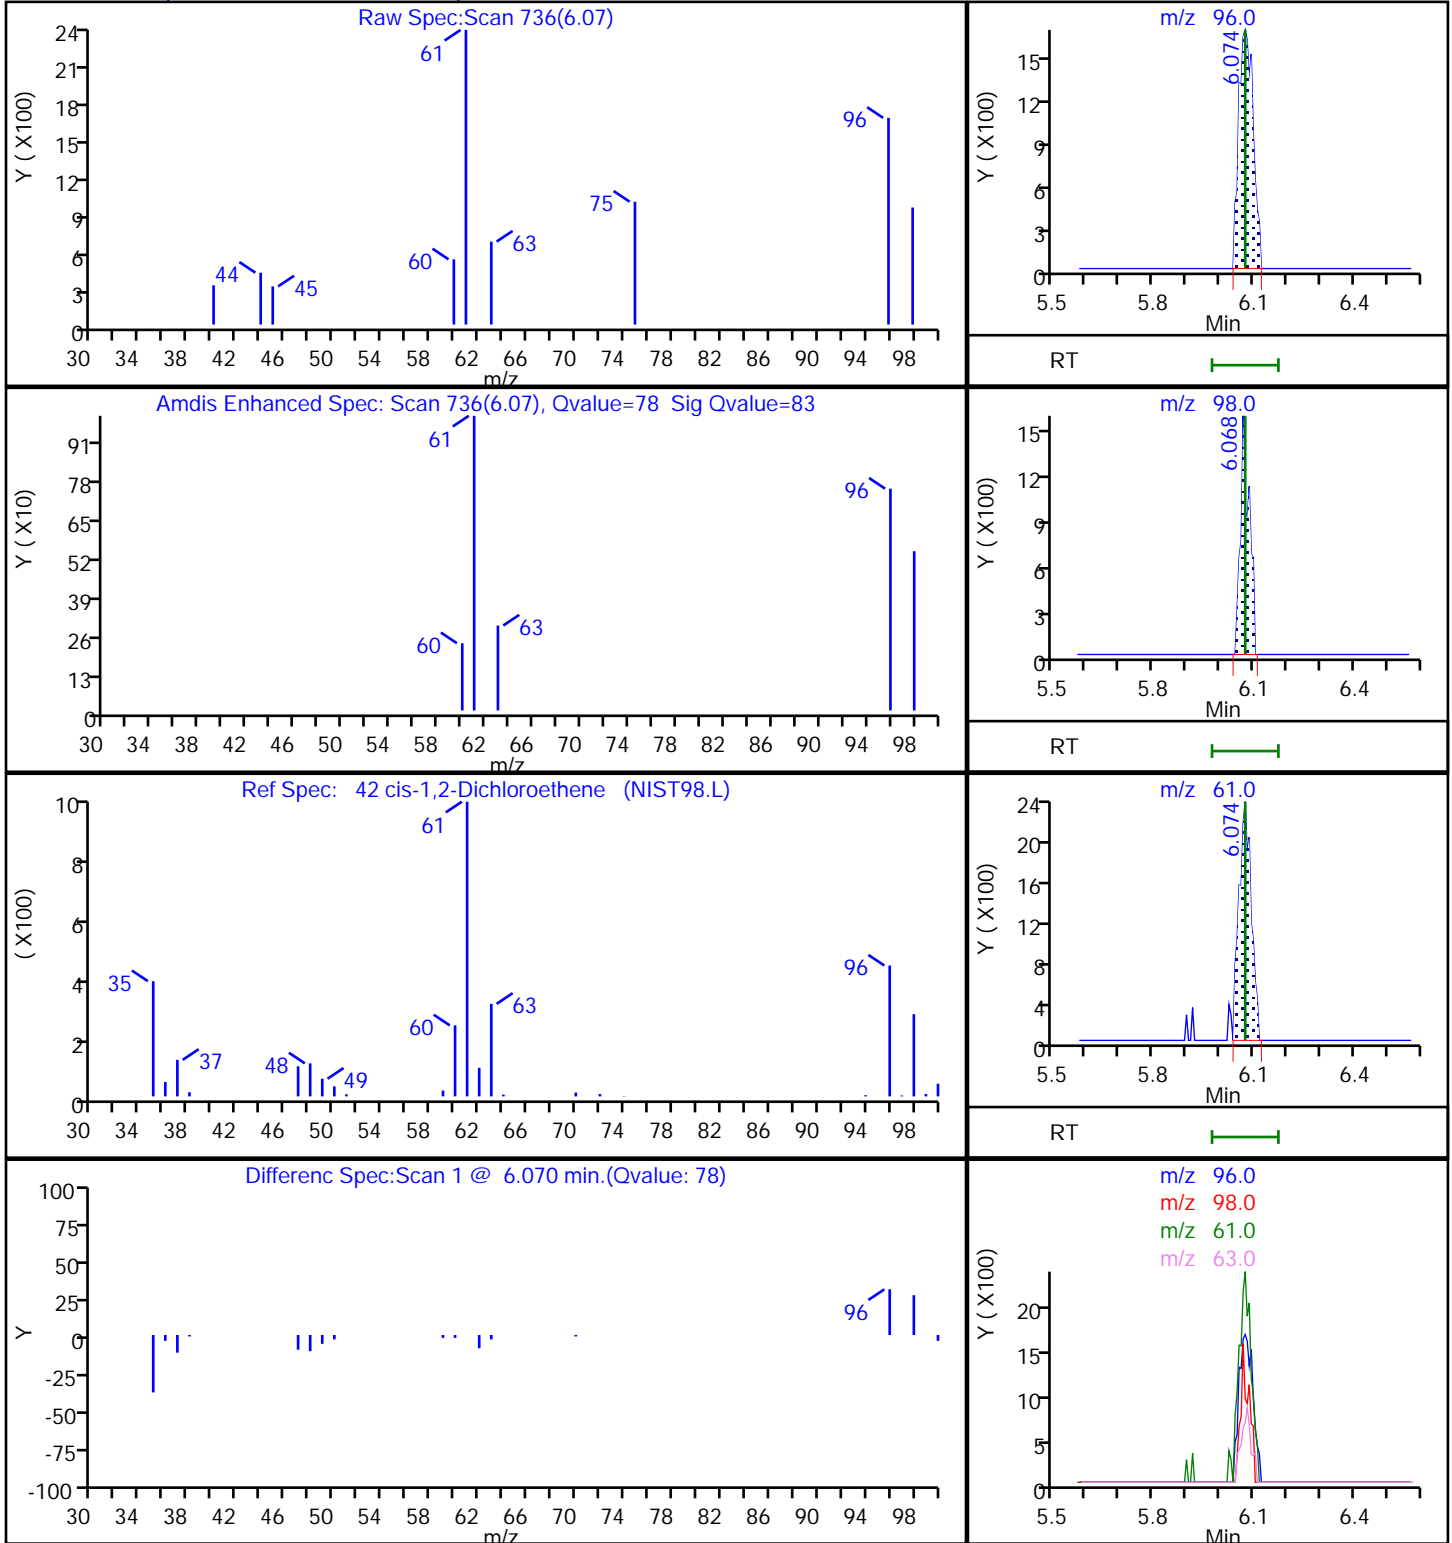 Raw Spec:Scan 736(6.07)
Y ( X100)
24
21
18
15
12
9
6
3
0
61
96
75
63
60
44
45
30 34 38 42 46 50 54 58 62 66 70 74 78 82 86 90 94 98
m/z
m/z 96.0
Y ( X100)
15
12
9
6
3
0
6.074
5.5 5.8 6.1 6.4
Min
RT
Amdis Enhanced Spec: Scan 736(6.07), Qvalue=78 Sig Qvalue=83
Y ( X10)
91
78
65
52
39
26
13
0
61
96
60
63
30 34 38 42 46 50 54 58 62 66 70 74 78 82 86 90 94 98
m/z
m/z 98.0
Y ( X100)
15
12
9
6
3
0
6.068
5.5 5.8 6.1 6.4
Min
RT
Ref Spec: 42 cis-1,2-Dichloroethene (NIST98.L)
( X100)
10
8
6
4
2
0
61
35
37
48
49
60
63
96
30 34 38 42 46 50 54 58 62 66 70 74 78 82 86 90 94 98
m/z 61.0
Y ( X100)
24
20
16
12
8
4
0
6.074
5.5 5.8 6.1 6.4
Min
RT
Differenc Spec:Scan 1 @ 6.070 min.(Qvalue: 78)
Y
100
75
50
25
0
-25
-50
-75
-100
96
30 34 38 42 46 50 54 58 62 66 70 74 78 82 86 90 94 98
m/z
m/z 96.0
m/z 98.0
m/z 61.0
m/z 63.0
Y ( X100)
20
15
10
5
0
5.5 5.8 6.1 6.4
Min